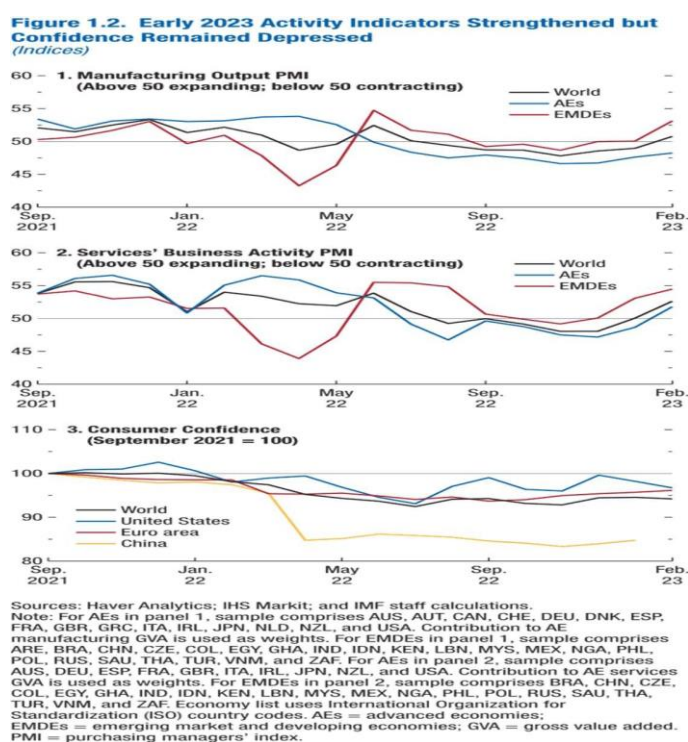 Figure 1.2. Early 2023 Activity Indicators Strengthened but
Confidence Remained Depressed
(Indices)
60
1. Manufacturing Output PMI
(Above 50 expanding; below 50 contracting)
World
AEs
EMDEs
55
50
45
40
Sep.
2021
Jan.
22
May
22
Sep.
22
Feb.
23
60
2. Services' Business Activity PMI
(Above 50 expanding; below 50 contracting)
World
AEs
EMDEs
55
50
45
40
Sep.
2021
Jan.
22
May
22
Sep.
22
Feb.
23
110
3. Consumer Confidence
(September 2021 = 100)
100
90
80
World
United States
Euro area
China
Sep.
2021
Jan.
22
May
22
Sep.
22
Feb.
23
Sources: Haver Analytics; IHS Markit; and IMF staff calculations.
Note: For AEs in panel 1, sample comprises AUS, AUT, CAN, CHE, DEU, DNK, ESP,
FRA, GBR, GRC, ITA, IRL, JPN, NLD, NZL, and USA. Contribution to AE
manufacturing GVA is used as weights. For EMDEs in panel 1, sample comprises
ARE, BRA, CHN, CZE, COL, EGY, GHA, IND, IDN, KEN, LBN, MYS, MEX, NGA, PHL,
POL, RUS, SAU, THA, TUR, VNM, and ZAF. For AEs in panel 2, sample comprises
AUS, DEU, ESP, FRA, GBR, ITA, IRL, JPN, NZL, and USA. Contribution to AE services
GVA is used as weights. For EMDEs in panel 2, sample comprises BRA, CHN, CZE,
COL, EGY, GHA, IND, IDN, KEN, LBN, MYS, MEX, NGA, PHL, POL, RUS, SAU, THA,
TUR, VNM, and ZAF. Economy list uses International Organization for
Standardization (ISO) country codes. AEs = advanced economies;
EMDEs = emerging market and developing economies; GVA = gross value added.
PMI = purchasing managers' index.